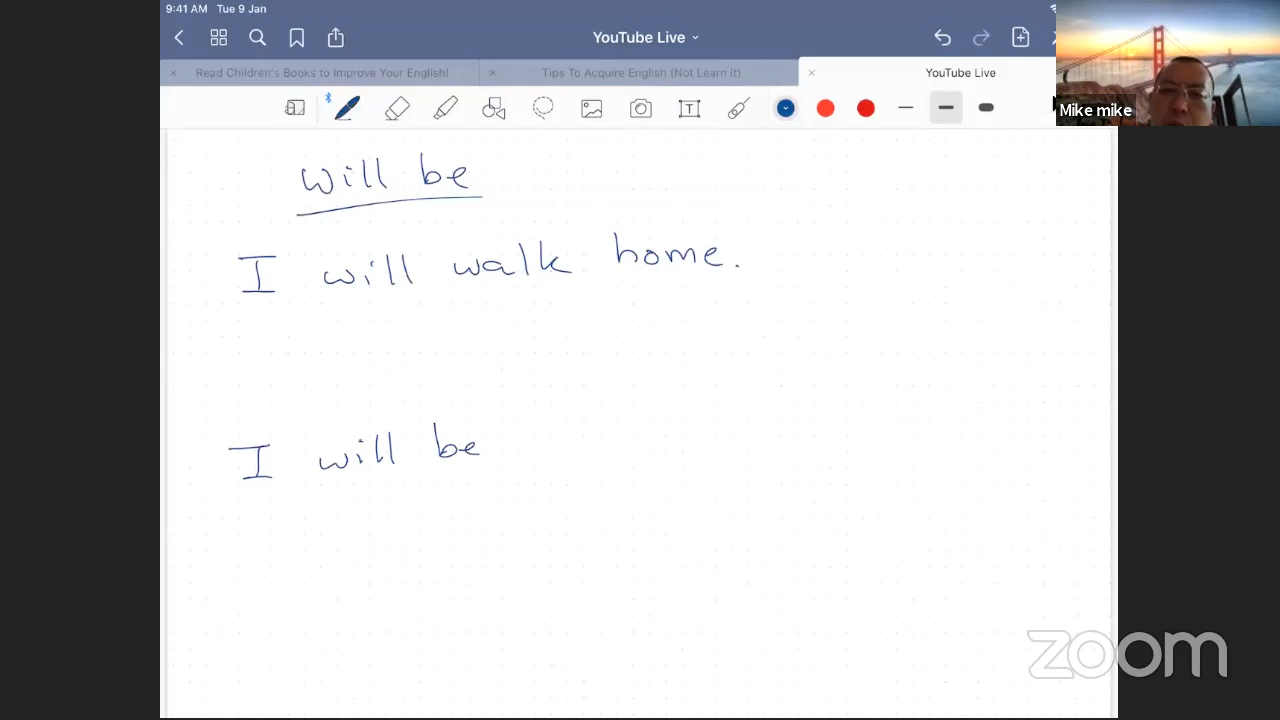 9:41 AM Tue 9 Jan
YouTube Live
Read Children's Books to Improve Your English!
Tips To Acquire English (Not Learn It)
YouTube Live
Mike mike
will be
I will walk home.
I will be
zoom